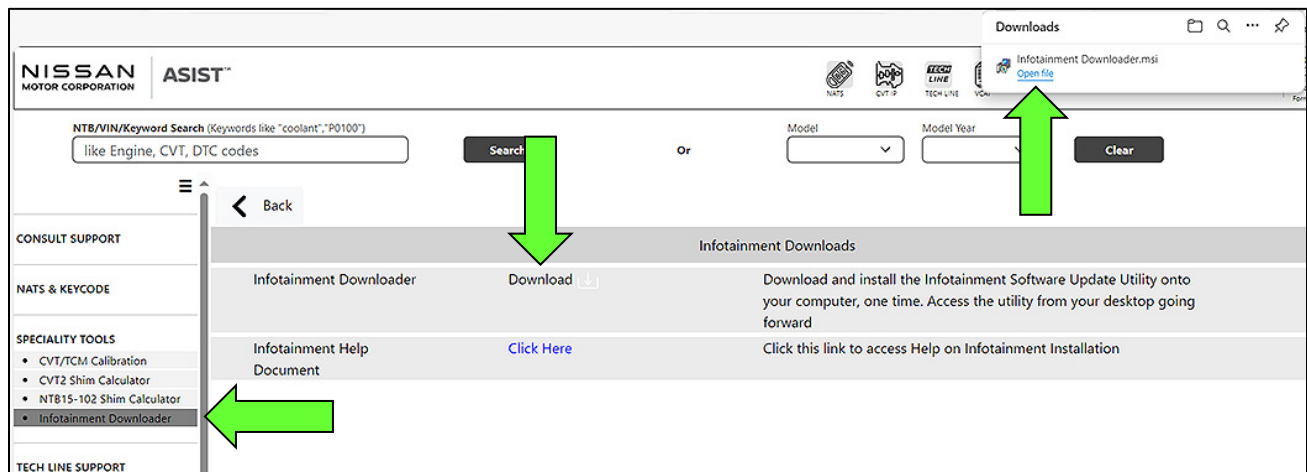 Downloads
Infotainment Downloader.msi
Open file
NISSAN
MOTOR CORPORATION
ASIST™
NATS
CVT IP
TECH
LINE
TECH LINE
NTB/VIN/Keyword Search (Keywords like "coolant","P0100")
like Engine, CVT, DTC codes
Search
Or
Model
Model Year
Clear
Back
CONSULT SUPPORT
NATS & KEYCODE
SPECIALITY TOOLS
• CVT/TCM Calibration
• CVT2 Shim Calculator
• NTB15-102 Shim Calculator
• Infotainment Downloader
TECH LINE SUPPORT
Infotainment Downloads
Infotainment Downloader
Download
Download and install the Infotainment Software Update Utility onto
your computer, one time. Access the utility from your desktop going
forward
Infotainment Help
Document
Click Here
Click this link to access Help on Infotainment Installation